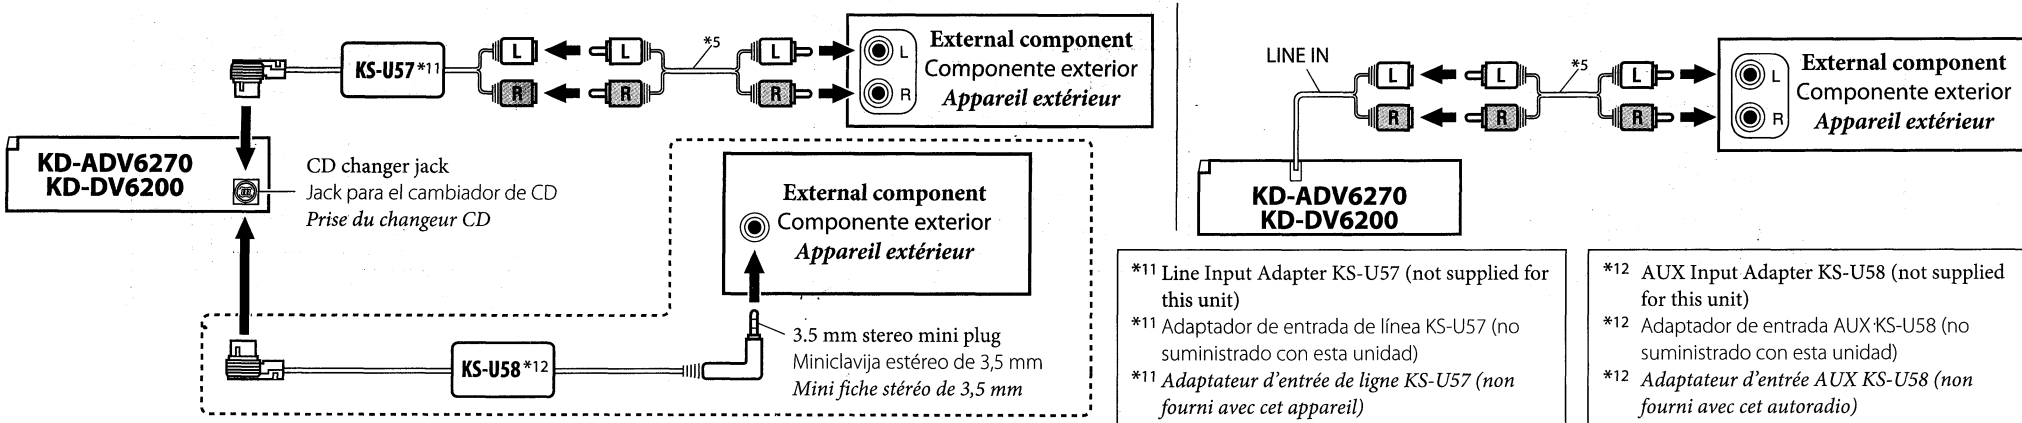 KS-U57*11
L
L
*5
L
R
R
R
L
R
External component
Componente exterior
Appareil extérieur
KD-ADV6270
KD-DV6200
CD changer jack
Jack para el cambiador de CD
Prise du changeur CD
External component
Componente exterior
Appareil extérieur
KS-U58*12
3.5 mm stereo mini plug
Miniclavija estéreo de 3,5 mm
Mini fiche stéréo de 3,5 mm
LINE IN
L
L
*5
L
R
R
R
L
R
External component
Componente exterior
Appareil extérieur
KD-ADV6270
KD-DV6200
*11 Line Input Adapter KS-U57 (not supplied for
this unit)
*11 Adaptador de entrada de línea KS-U57 (no
suministrado con esta unidad)
*11 Adaptateur d'entrée de ligne KS-U57 (non
fourni avec cet appareil)
*12 AUX Input Adapter KS-U58 (not supplied
for this unit)
*12 Adaptador de entrada AUX KS-U58 (no
suministrado con esta unidad)
*12 Adaptateur d'entrée AUX KS-U58 (non
fourni avec cet autoradio)